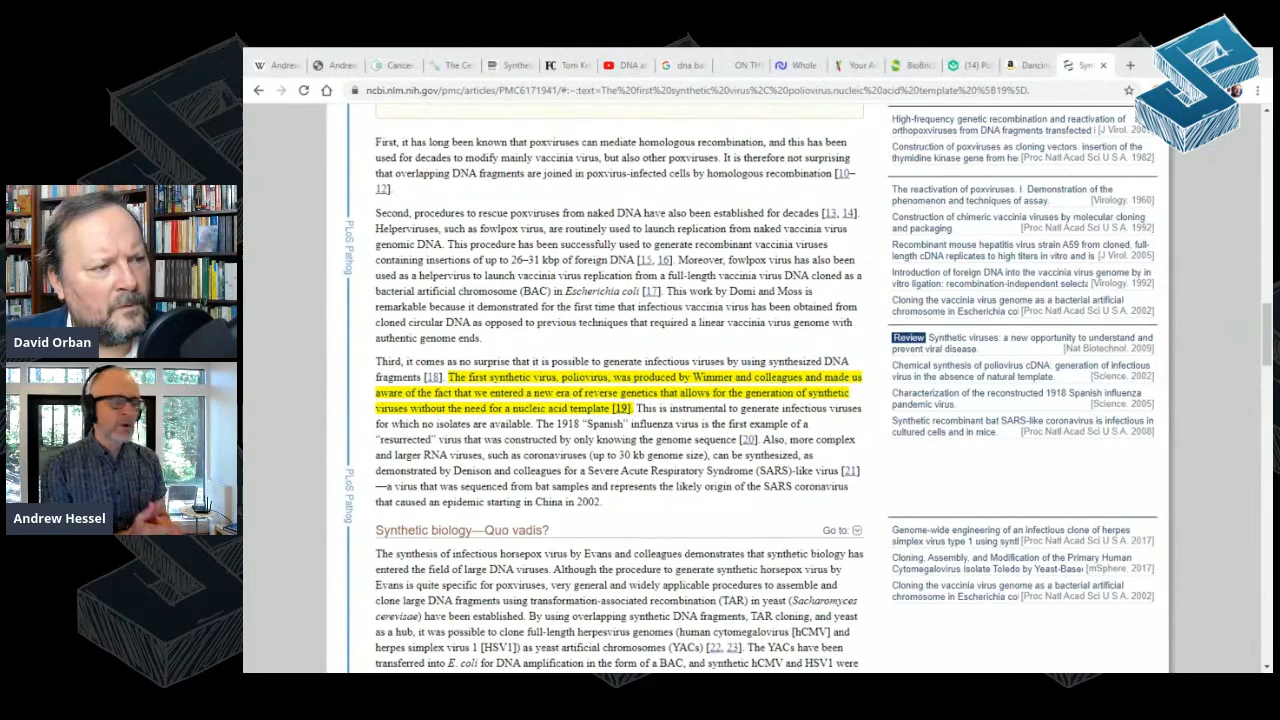 Andrew
Andre
Cancer
The Ce
Synthe
Tom K
DNA a
dna ba
ON TH
Whole
Your A
BioBric
(14) Po
Dancin
Syn
ncbi.nlm.nih.gov/pmc/articles/PMC6171941/#:~:text=The%20first%20synthetic%20virus%2C%20poliovirus,nucleic%20acid%20template%20%5B19%5D.
First, it has long been known that poxviruses can mediate homologous recombination, and this has been
used for decades to modify mainly vaccinia virus, but also other poxviruses. It is therefore not surprising
that overlapping DNA fragments are joined in poxvirus-infected cells by homologous recombination [10–
12].
Second, procedures to rescue poxviruses from naked DNA have also been established for decades [13, 14].
Helperviruses, such as fowlpox virus, are routinely used to launch replication from naked vaccinia virus
genomic DNA. This procedure has been successfully used to generate recombinant vaccinia viruses
containing insertions of up to 26–31 kbp of foreign DNA [15, 16]. Moreover, fowlpox virus has also been
used as a helpervirus to launch vaccinia virus replication from a full-length vaccinia virus DNA cloned as a
bacterial artificial chromosome (BAC) in Escherichia coli [17]. This work by Domi and Moss is
remarkable because it demonstrated for the first time that infectious vaccinia virus has been obtained from
cloned circular DNA as opposed to previous techniques that required a linear vaccinia virus genome with
authentic genome ends.
Third, it comes as no surprise that it is possible to generate infectious viruses by using synthesized DNA
fragments [18]. The first synthetic virus, poliovirus, was produced by Wimmer and colleagues and made us
aware of the fact that we entered a new era of reverse genetics that allows for the generation of synthetic
viruses without the need for a nucleic acid template [19]. This is instrumental to generate infectious viruses
for which no isolates are available. The 1918 “Spanish” influenza virus is the first example of a
“resurrected” virus that was constructed by only knowing the genome sequence [20]. Also, more complex
and larger RNA viruses, such as coronaviruses (up to 30 kb genome size), can be synthesized, as
demonstrated by Denison and colleagues for a Severe Acute Respiratory Syndrome (SARS)-like virus [21]
—a virus that was sequenced from bat samples and represents the likely origin of the SARS coronavirus
that caused an epidemic starting in China in 2002.
Synthetic biology—Quo vadis?
Go to:
The synthesis of infectious horsepox virus by Evans and colleagues demonstrates that synthetic biology has
entered the field of large DNA viruses. Although the procedure to generate synthetic horsepox virus by
Evans is quite specific for poxviruses, very general and widely applicable procedures to assemble and
clone large DNA fragments using transformation-associated recombination (TAR) in yeast (Sacharomyces
cerevisae) have been established. By using overlapping synthetic DNA fragments, TAR cloning, and yeast
as a hub, it was possible to clone full-length herpesvirus genomes (human cytomegalovirus [hCMV] and
herpes simplex virus 1 [HSV1]) as yeast artificial chromosomes (YACs) [22, 23]. The YACs have been
transferred into E. coli for DNA amplification in the form of a BAC, and synthetic hCMV and HSV1 were
PLoS Pathog
PLoS Pathog
High-frequency genetic recombination and reactivation of
orthopoxviruses from DNA fragments transfected i [J Virol. 200
Construction of poxviruses as cloning vectors: insertion of the
thymidine kinase gene from he [Proc Natl Acad Sci U S A. 1982]
The reactivation of poxviruses. I. Demonstration of the
phenomenon and techniques of assay. [Virology. 1960]
Construction of chimeric vaccinia viruses by molecular cloning
and packaging [Proc Natl Acad Sci U S A. 1992]
Recombinant mouse hepatitis virus strain A59 from cloned, full-
length cDNA replicates to high titers in vitro and is [J Virol. 2005]
Introduction of foreign DNA into the vaccinia virus genome by in
vitro ligation: recombination-independent selecta [Virology. 1992]
Cloning the vaccinia virus genome as a bacterial artificial
chromosome in Escherichia co [Proc Natl Acad Sci U S A. 2002]
Review Synthetic viruses: a new opportunity to understand and
prevent viral disease. [Nat Biotechnol. 2009]
Chemical synthesis of poliovirus cDNA: generation of infectious
virus in the absence of natural template. [Science. 2002]
Characterization of the reconstructed 1918 Spanish influenza
pandemic virus. [Science. 2005]
Synthetic recombinant bat SARS-like coronavirus is infectious in
cultured cells and in mice. [Proc Natl Acad Sci U S A. 2008]
Genome-wide engineering of an infectious clone of herpes
simplex virus type 1 using synt [Proc Natl Acad Sci U S A. 2017]
Cloning, Assembly, and Modification of the Primary Human
Cytomegalovirus Isolate Toledo by Yeast-Base [mSphere. 2017]
Cloning the vaccinia virus genome as a bacterial artificial
chromosome in Escherichia co [Proc Natl Acad Sci U S A. 2002]
David Orban
Andrew Hessel